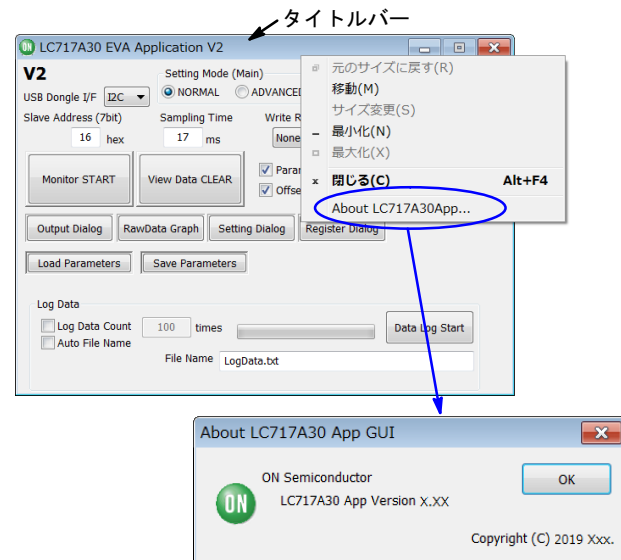 タイトルバー
LC717A30 EVA Application V2
V2
Setting Mode (Main)
USB Dongle I/F I2C NORMAL ADVANCED
Slave Address (7bit) Sampling Time Write R
16 hex 17 ms None
Monitor START View Data CLEAR Param
Offse
Output Dialog RawData Graph Setting Dialog Register Dialog
Load Parameters Save Parameters
元のサイズに戻す(R)
移動(M)
サイズ変更(S)
最小化(N)
最大化(X)
閉じる(C) Alt+F4
About LC717A30App...
Log Data
Log Data Count 100 times Data Log Start
Auto File Name
File Name LogData.txt
About LC717A30 App GUI
ON Semiconductor OK
ON LC717A30 App Version X.XX
Copyright (C) 2019 Xxx.